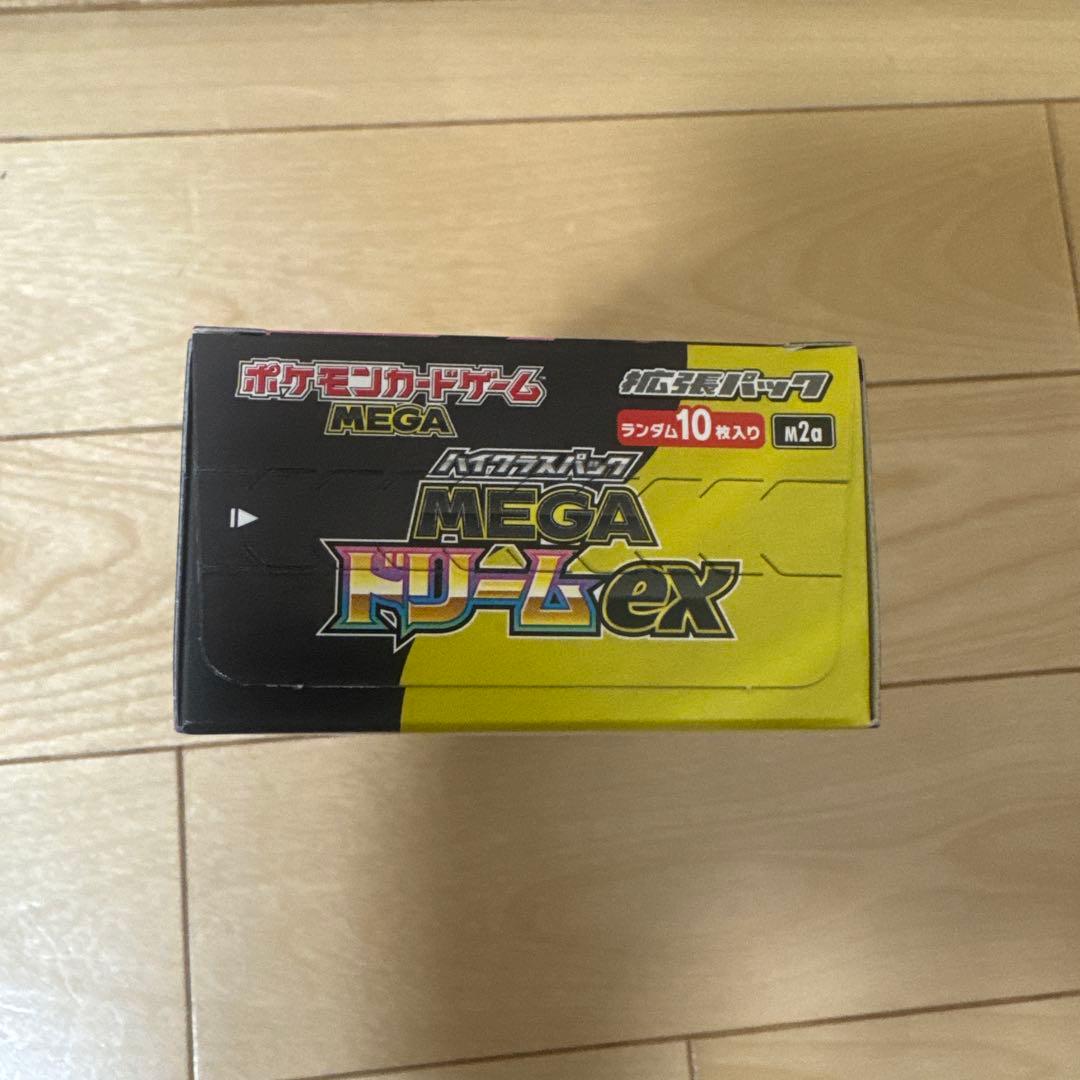 ポケモンカードゲーム
MEGA
拡張パック
ランダム10枚入り
M2a
ハイクラスパック
MEGA
ドリームex